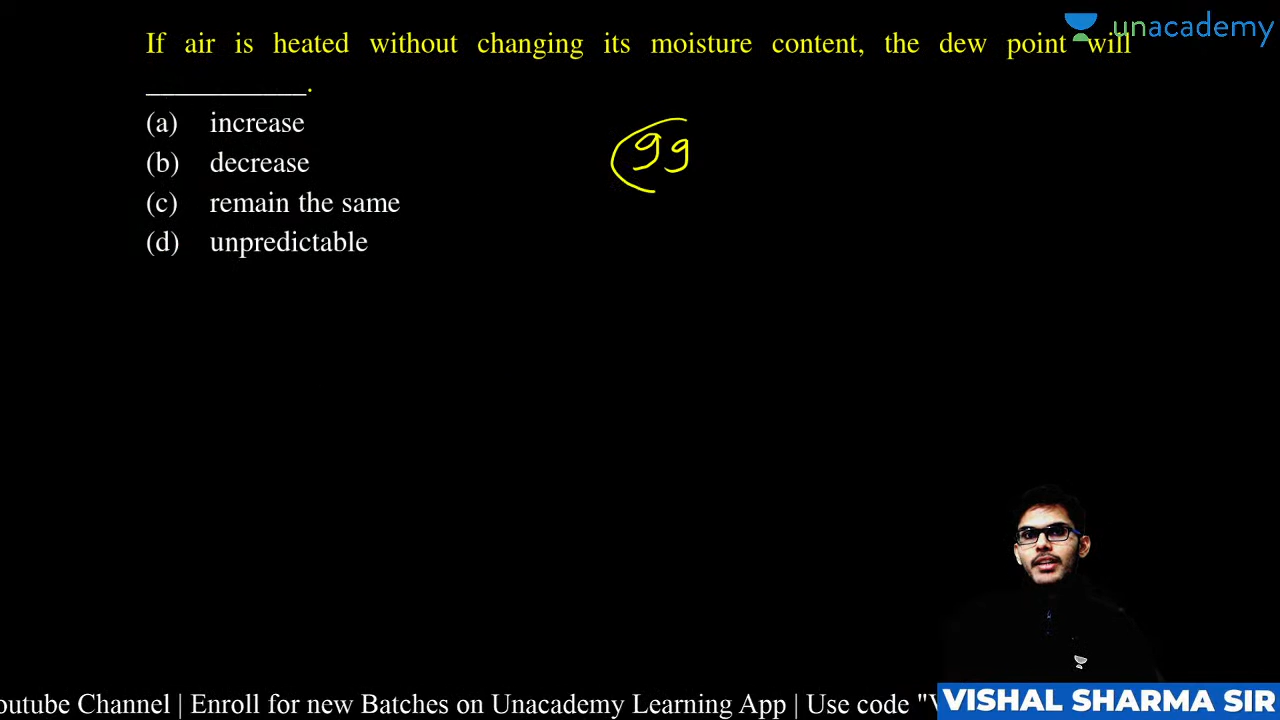 unacademy
If air is heated without changing its moisture content, the dew point will
___________.
(a) increase
(b) decrease
(c) remain the same
(d) unpredictable
99
outube Channel | Enroll for new Batches on Unacademy Learning App | Use code "V
VISHAL SHARMA SIR